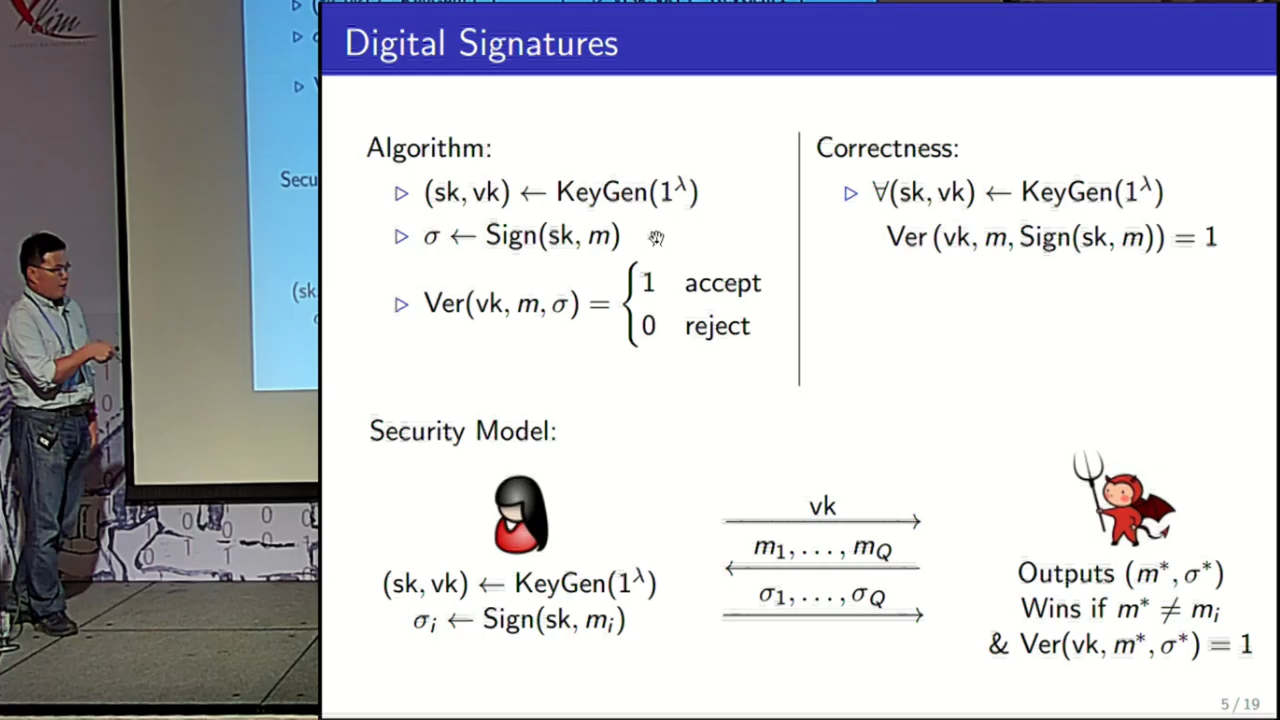 Digital Signatures
Algorithm:
▷ (sk, vk) ← KeyGen(1^λ)
▷ σ ← Sign(sk, m)
▷ Ver(vk, m, σ) = { 1 accept
0 reject
Correctness:
▷ ∀(sk, vk) ← KeyGen(1^λ)
Ver (vk, m, Sign(sk, m)) = 1
Security Model:
(sk, vk) ← KeyGen(1^λ)
σ_i ← Sign(sk, m_i)
vk
m_1, . . . , m_Q
σ_1, . . . , σ_Q
Outputs (m*, σ*)
Wins if m* ≠ m_i
& Ver(vk, m*, σ*) = 1
5 / 19
Secu
(sk